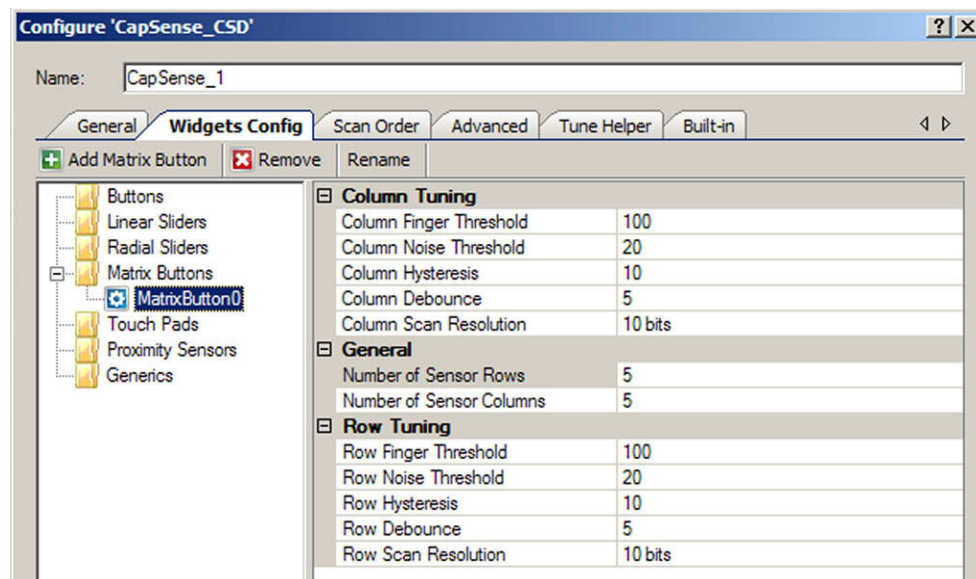 Configure 'CapSense_CSD'
Name: CapSense_1
General Widgets Config Scan Order Advanced Tune Helper Built-in
Add Matrix Button Remove Rename
Buttons
Linear Sliders
Radial Sliders
Matrix Buttons
MatrixButton0
Touch Pads
Proximity Sensors
Generics
Column Tuning
Column Finger Threshold 100
Column Noise Threshold 20
Column Hysteresis 10
Column Debounce 5
Column Scan Resolution 10 bits
General
Number of Sensor Rows 5
Number of Sensor Columns 5
Row Tuning
Row Finger Threshold 100
Row Noise Threshold 20
Row Hysteresis 10
Row Debounce 5
Row Scan Resolution 10 bits